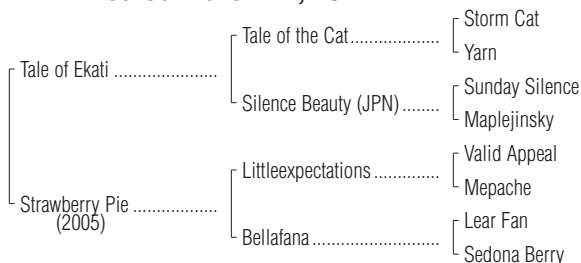 Storm Cat
Tale of the Cat...................
Yarn
Tale of Ekati ......................
Sunday Silence
Silence Beauty (JPN) ........
Maplejinsky
Valid Appeal
Littleexpectations ..............
Mepache
Strawberry Pie ..................
(2005)
Lear Fan
Bellafana...........................
Sedona Berry